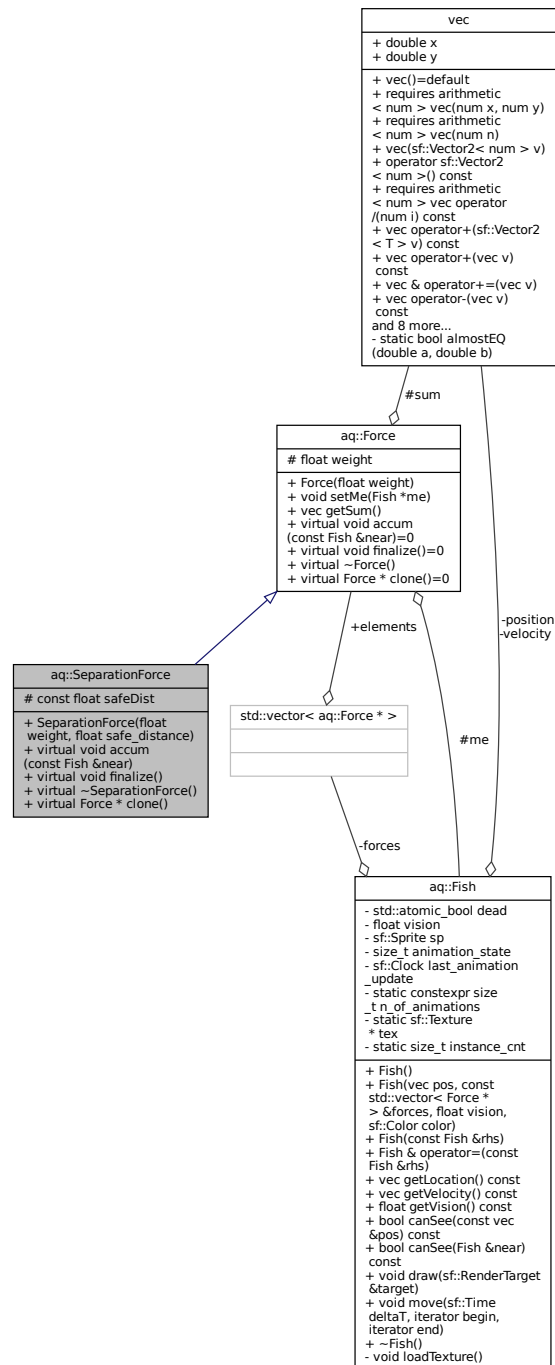 vec
+ double x
+ double y
+ vec()=default
+ requires arithmetic
< num > vec(num x, num y)
+ requires arithmetic
< num > vec(num n)
+ vec(sf::Vector2< num > v)
+ operator sf::Vector2
< num >() const
+ requires arithmetic
< num > vec operator
/(num i) const
+ vec operator+(sf::Vector2
< T > v) const
+ vec operator+(vec v)
const
+ vec & operator+=(vec v)
+ vec operator-(vec v)
const
and 8 more...
- static bool almostEQ
(double a, double b)
#sum
aq::Force
# float weight
+ Force(float weight)
+ void setMe(Fish *me)
+ vec getSum()
+ virtual void accum
(const Fish &near)=0
+ virtual void finalize()=0
+ virtual ~Force()
+ virtual Force * clone()=0
+elements
-position
-velocity
aq::SeparationForce
# const float safeDist
+ SeparationForce(float
weight, float safe_distance)
+ virtual void accum
(const Fish &near)
+ virtual void finalize()
+ virtual ~SeparationForce()
+ virtual Force * clone()
std::vector< aq::Force * >
#me
-forces
aq::Fish
- std::atomic_bool dead
- float vision
- sf::Sprite sp
- size_t animation_state
- sf::Clock last_animation
_update
- static constexpr size
_t n_of_animations
- static sf::Texture
* tex
- static size_t instance_cnt
+ Fish()
+ Fish(vec pos, const
std::vector< Force *
> &forces, float vision,
sf::Color color)
+ Fish(const Fish &rhs)
+ Fish & operator=(const
Fish &rhs)
+ vec getLocation() const
+ vec getVelocity() const
+ float getVision() const
+ bool canSee(const vec
&pos) const
+ bool canSee(Fish &near)
const
+ void draw(sf::RenderTarget
&target)
+ void move(sf::Time
deltaT, iterator begin,
iterator end)
+ ~Fish()
- void loadTexture()